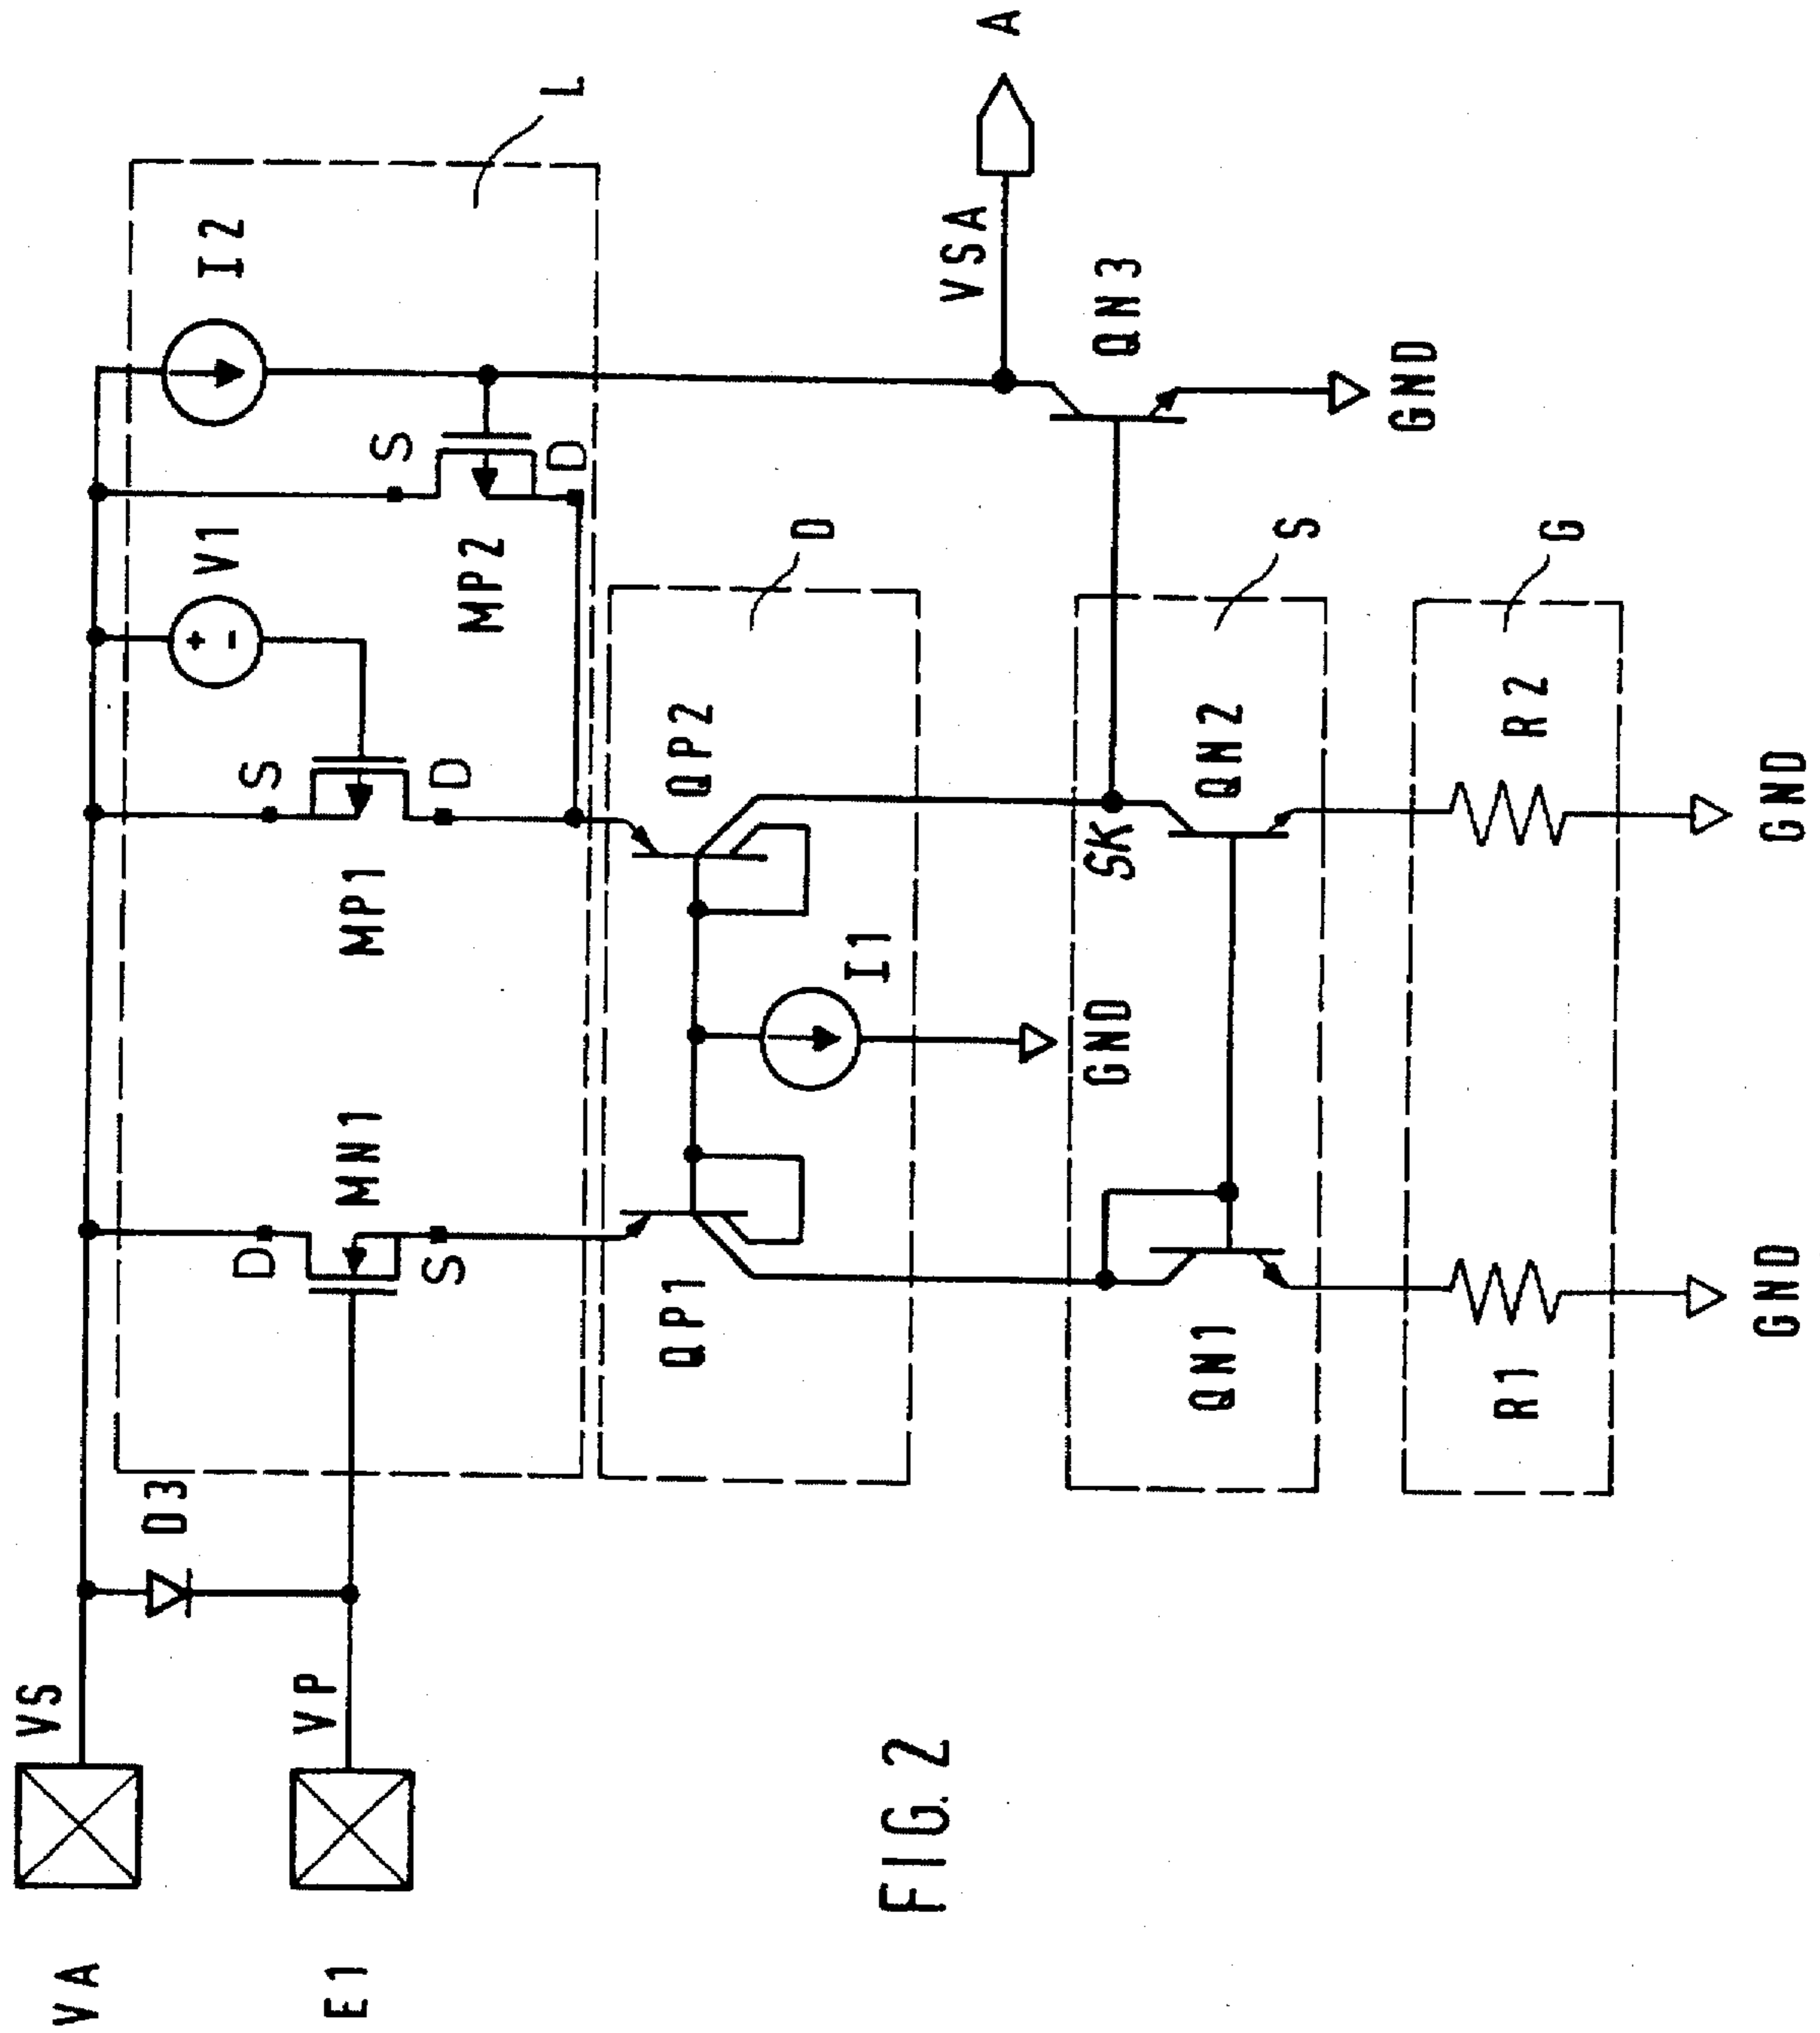 VA
VS
E1
VP
D3
MN1
D
S
MP1
S
D
V1
MP2
S
D
I2
L
QP1
QP2
I1
GND
D
VSA
A
SK
QN1
QN2
S
QN3
GND
R1
R2
G
GND
GND
FIG. 2